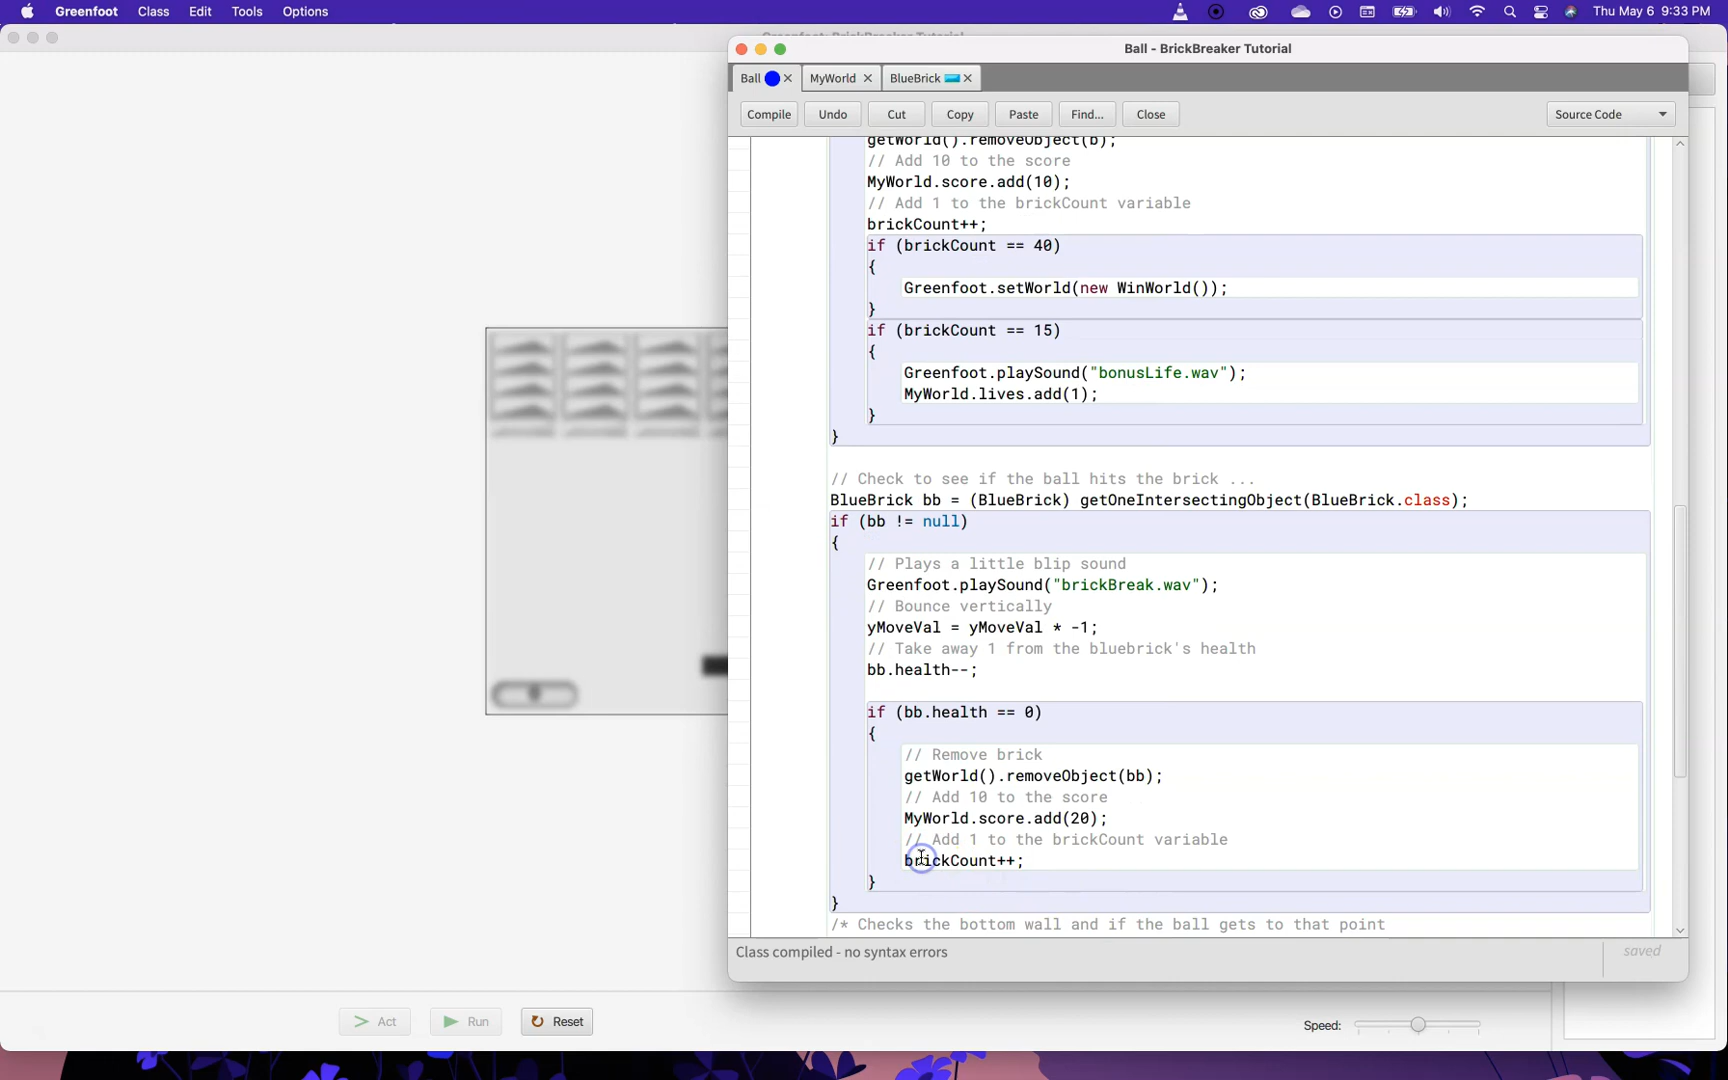 Greenfoot Class Edit Tools Options Thu May 6 9:33 PM
Ball - BrickBreaker Tutorial
Ball MyWorld BlueBrick
Compile Undo Cut Copy Paste Find... Close Source Code
getWorld().removeObject(b);
// Add 10 to the score
MyWorld.score.add(10);
// Add 1 to the brickCount variable
brickCount++;
if (brickCount == 40)
{
Greenfoot.setWorld(new WinWorld());
}
if (brickCount == 15)
{
Greenfoot.playSound("bonusLife.wav");
MyWorld.lives.add(1);
}
}
// Check to see if the ball hits the brick ...
BlueBrick bb = (BlueBrick) getOneIntersectingObject(BlueBrick.class);
if (bb != null)
{
// Plays a little blip sound
Greenfoot.playSound("brickBreak.wav");
// Bounce vertically
yMoveVal = yMoveVal * -1;
// Take away 1 from the bluebrick's health
bb.health--;
if (bb.health == 0)
{
// Remove brick
getWorld().removeObject(bb);
// Add 10 to the score
MyWorld.score.add(20);
// Add 1 to the brickCount variable
brickCount++;
}
}
/* Checks the bottom wall and if the ball gets to that point
Class compiled - no syntax errors saved
Act Run Reset Speed: